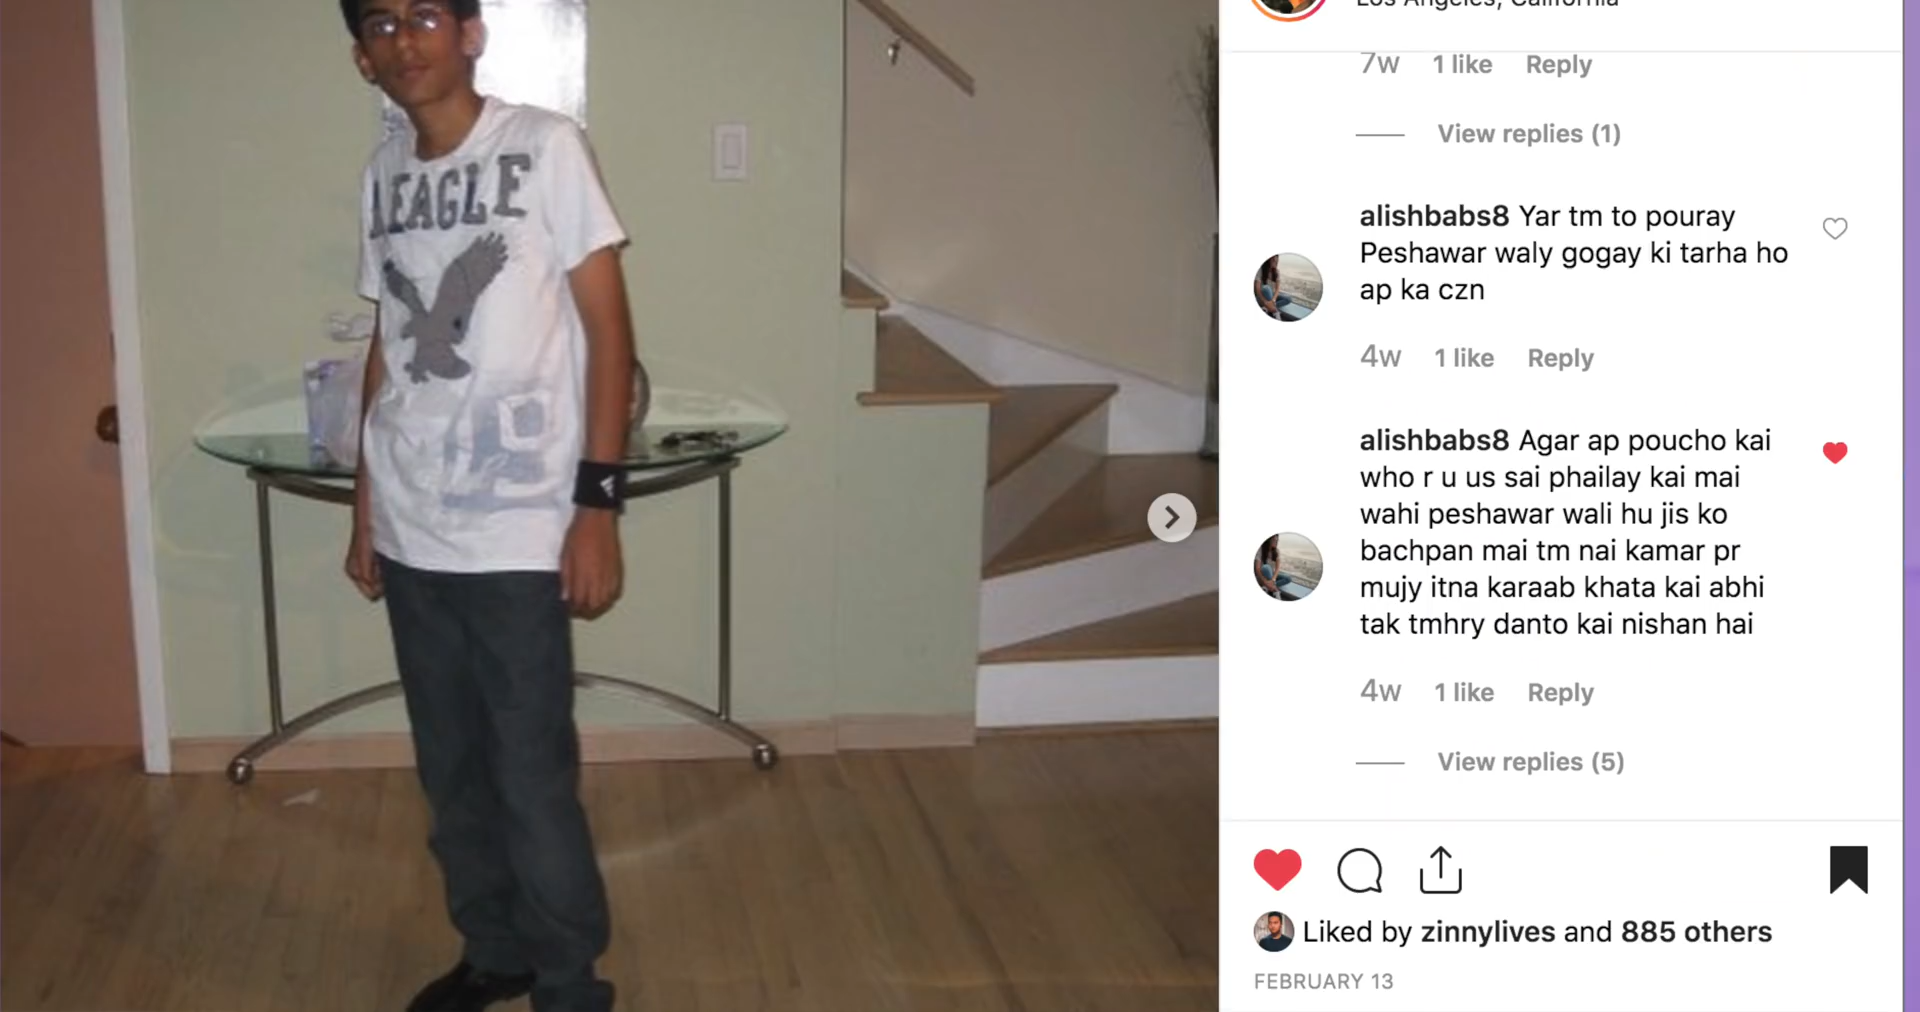 A.EAGLE
Los Angeles, California
7w 1 like Reply
View replies (1)
alishbabs8 Yar tm to pouray
Peshawar waly gogay ki tarha ho
ap ka czn
4w 1 like Reply
alishbabs8 Agar ap poucho kai
who r u us sai phailay kai mai
wahi peshawar wali hu jis ko
bachpan mai tm nai kamar pr
mujy itna karaab khata kai abhi
tak tmhry danto kai nishan hai
4w 1 like Reply
View replies (5)
Liked by zinnylives and 885 others
FEBRUARY 13